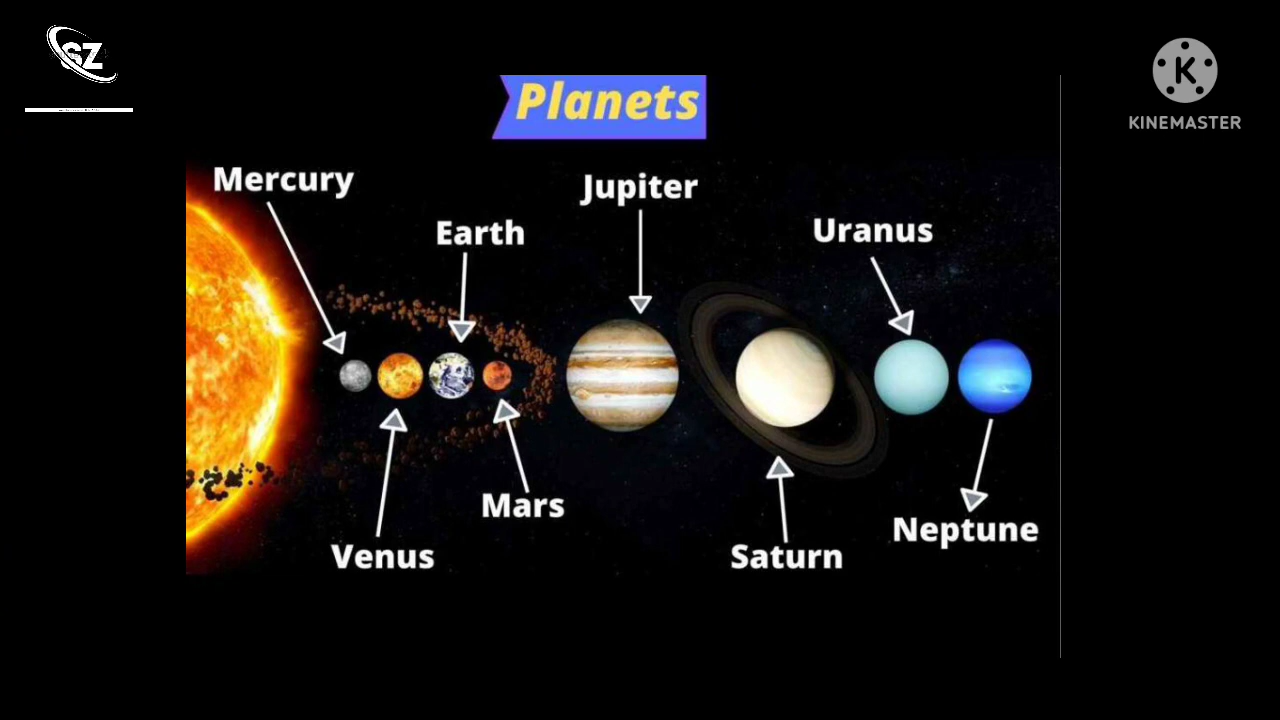 SZ
KINEMASTER
Planets
Mercury
Jupiter
Earth
Uranus
Mars
Neptune
Venus
Saturn